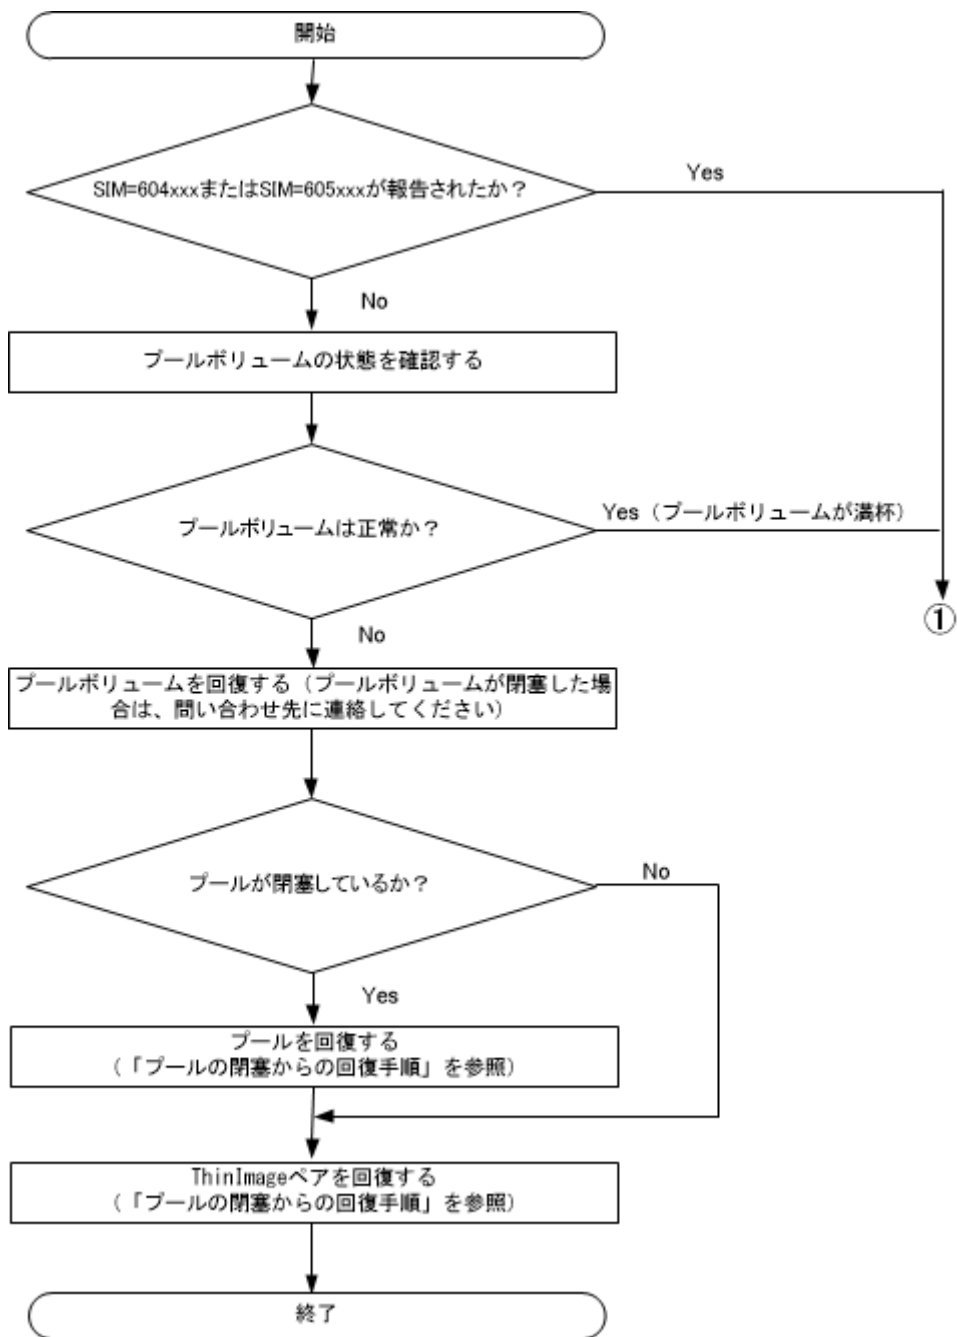 開始
SIM=604xxxまたはSIM=605xxxが報告されたか？
Yes
No
プールボリュームの状態を確認する
プールボリュームは正常か？
Yes（プールボリュームが満杯）
①
No
プールボリュームを回復する（プールボリュームが閉塞した場
合は、問い合わせ先に連絡してください）
プールが閉塞しているか？
No
Yes
プールを回復する
（「プールの閉塞からの回復手順」を参照）
ThinImageペアを回復する
（「プールの閉塞からの回復手順」を参照）
終了